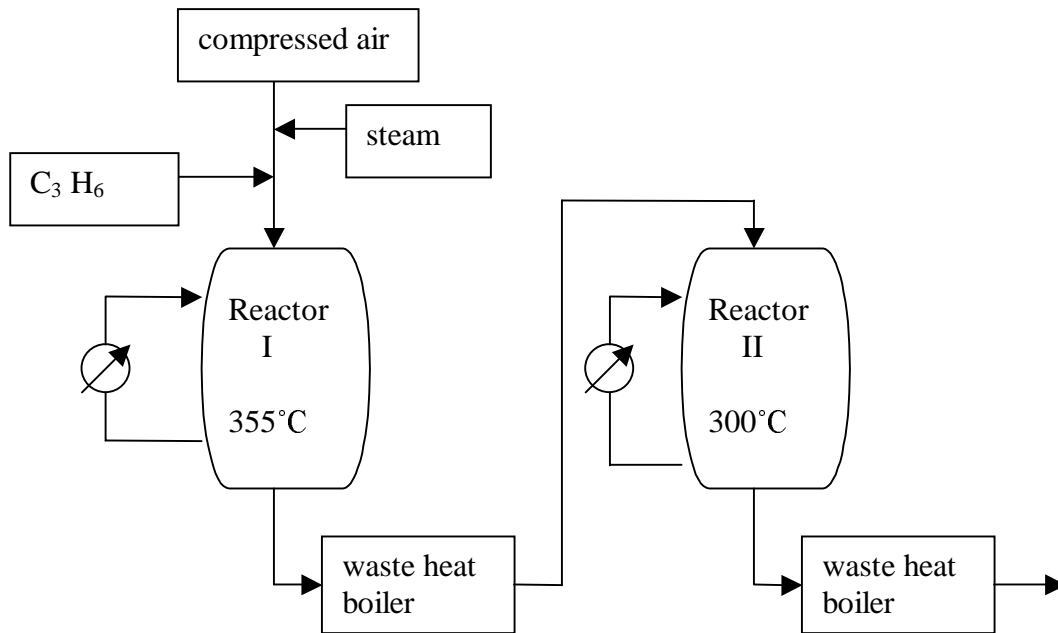 compressed air
steam
C₃ H₆
Reactor
I
355˚C
Reactor
II
300˚C
waste heat
boiler
waste heat
boiler